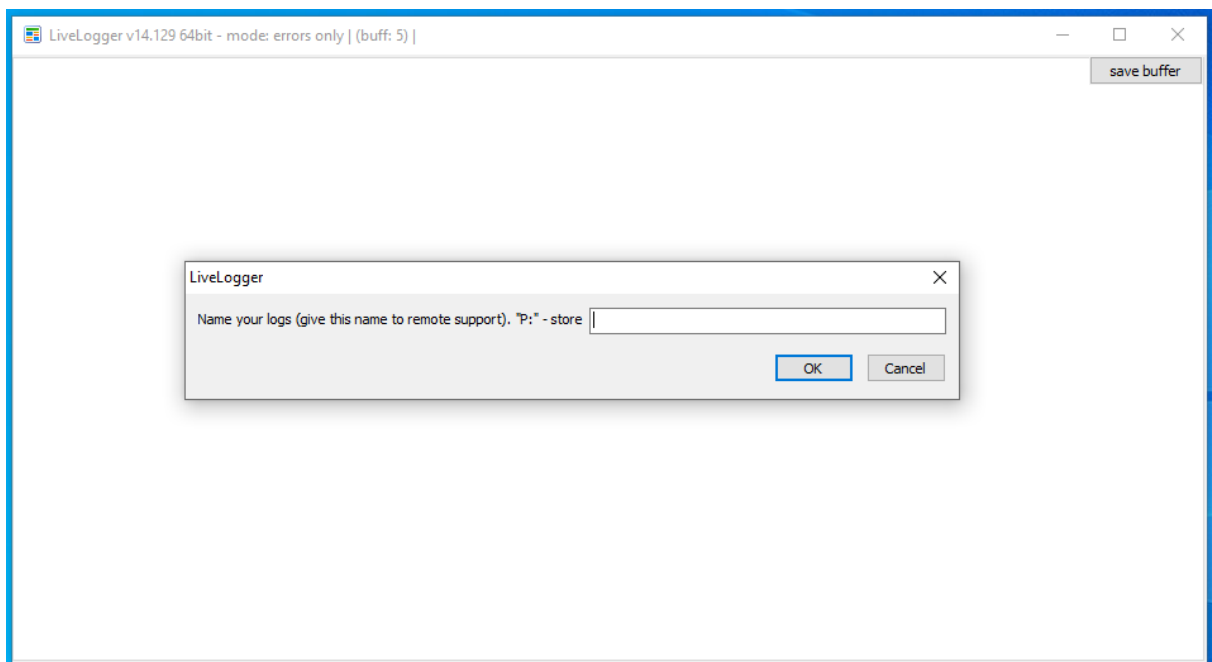 LiveLogger v14.129 64bit - mode: errors only | (buff: 5) |
save buffer
LiveLogger
Name your logs (give this name to remote support). "P:" - store
OK
Cancel